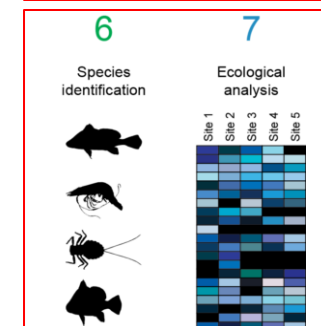 6
7
Species
identification
Ecological
analysis
Site 1
Site 2
Site 3
Site 4
Site 5